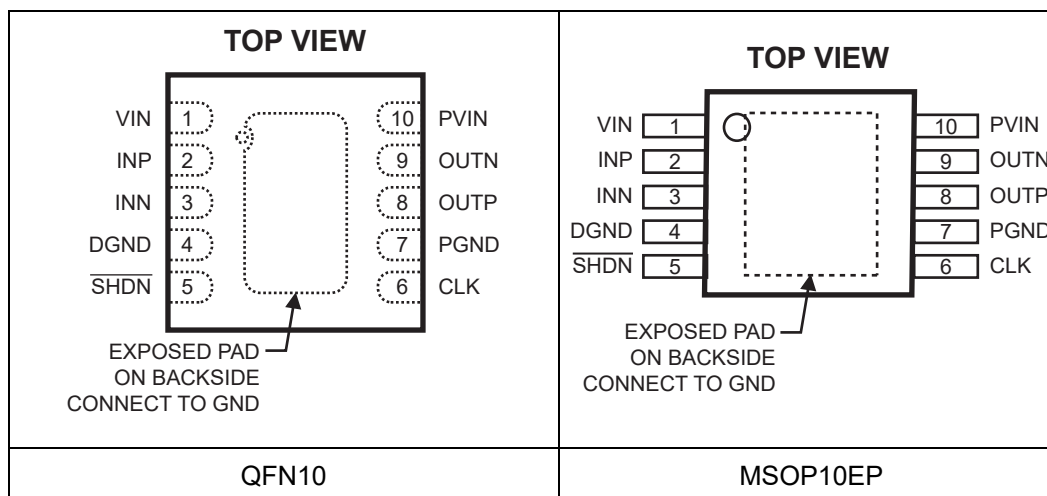 TOP VIEW
VIN 1
10 PVIN
INP 2
9 OUTN
INN 3
8 OUTP
DGND 4
7 PGND
SHDN 5
6 CLK
EXPOSED PAD
ON BACKSIDE
CONNECT TO GND
QFN10
TOP VIEW
VIN 1
10 PVIN
INP 2
9 OUTN
INN 3
8 OUTP
DGND 4
7 PGND
SHDN 5
6 CLK
EXPOSED PAD
ON BACKSIDE
CONNECT TO GND
MSOP10EP